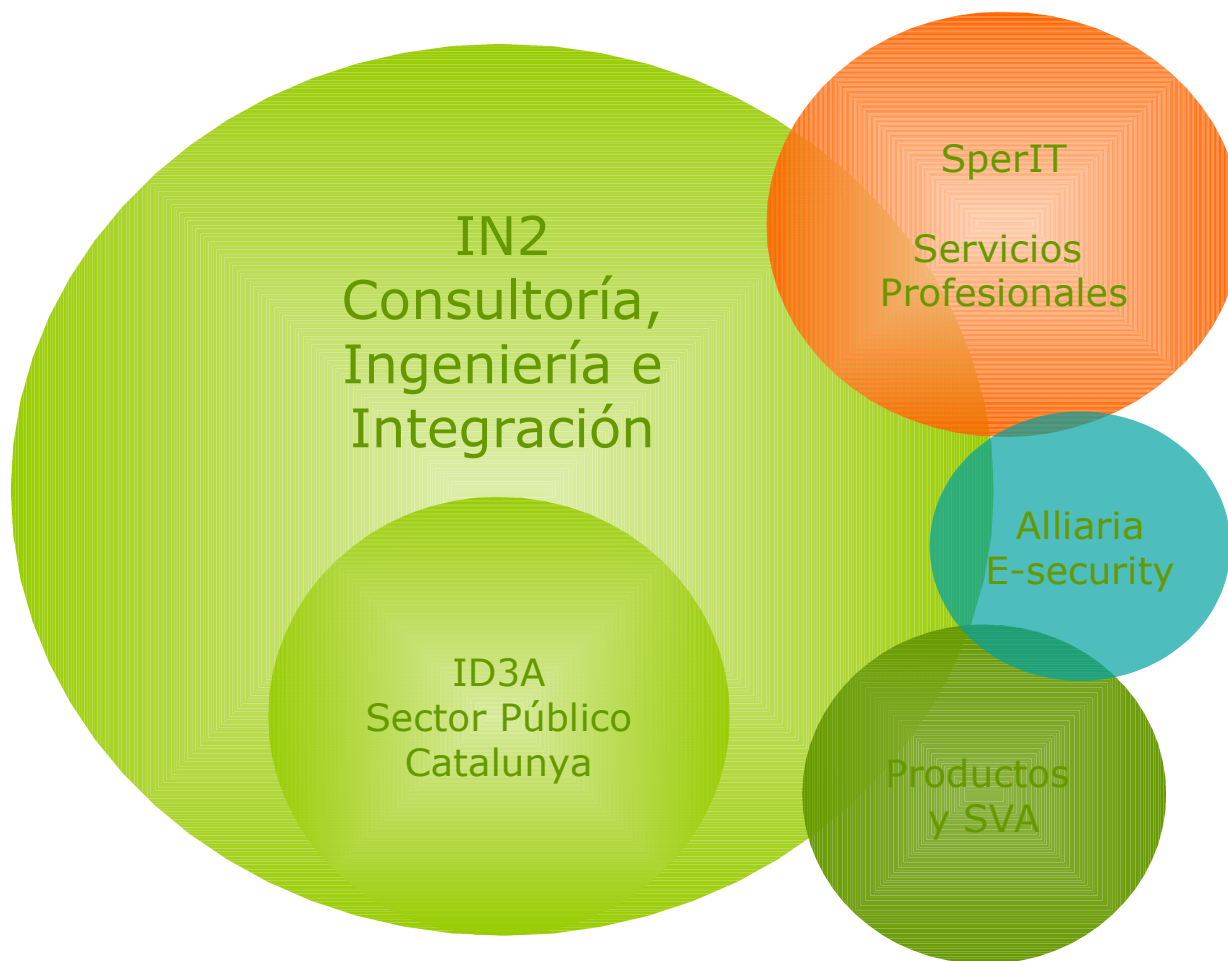 IN2
Consultoría,
Ingeniería e
Integración
SperIT
Servicios
Profesionales
Alliaria
E-security
ID3A
Sector Público
Catalunya
Productos
y SVA